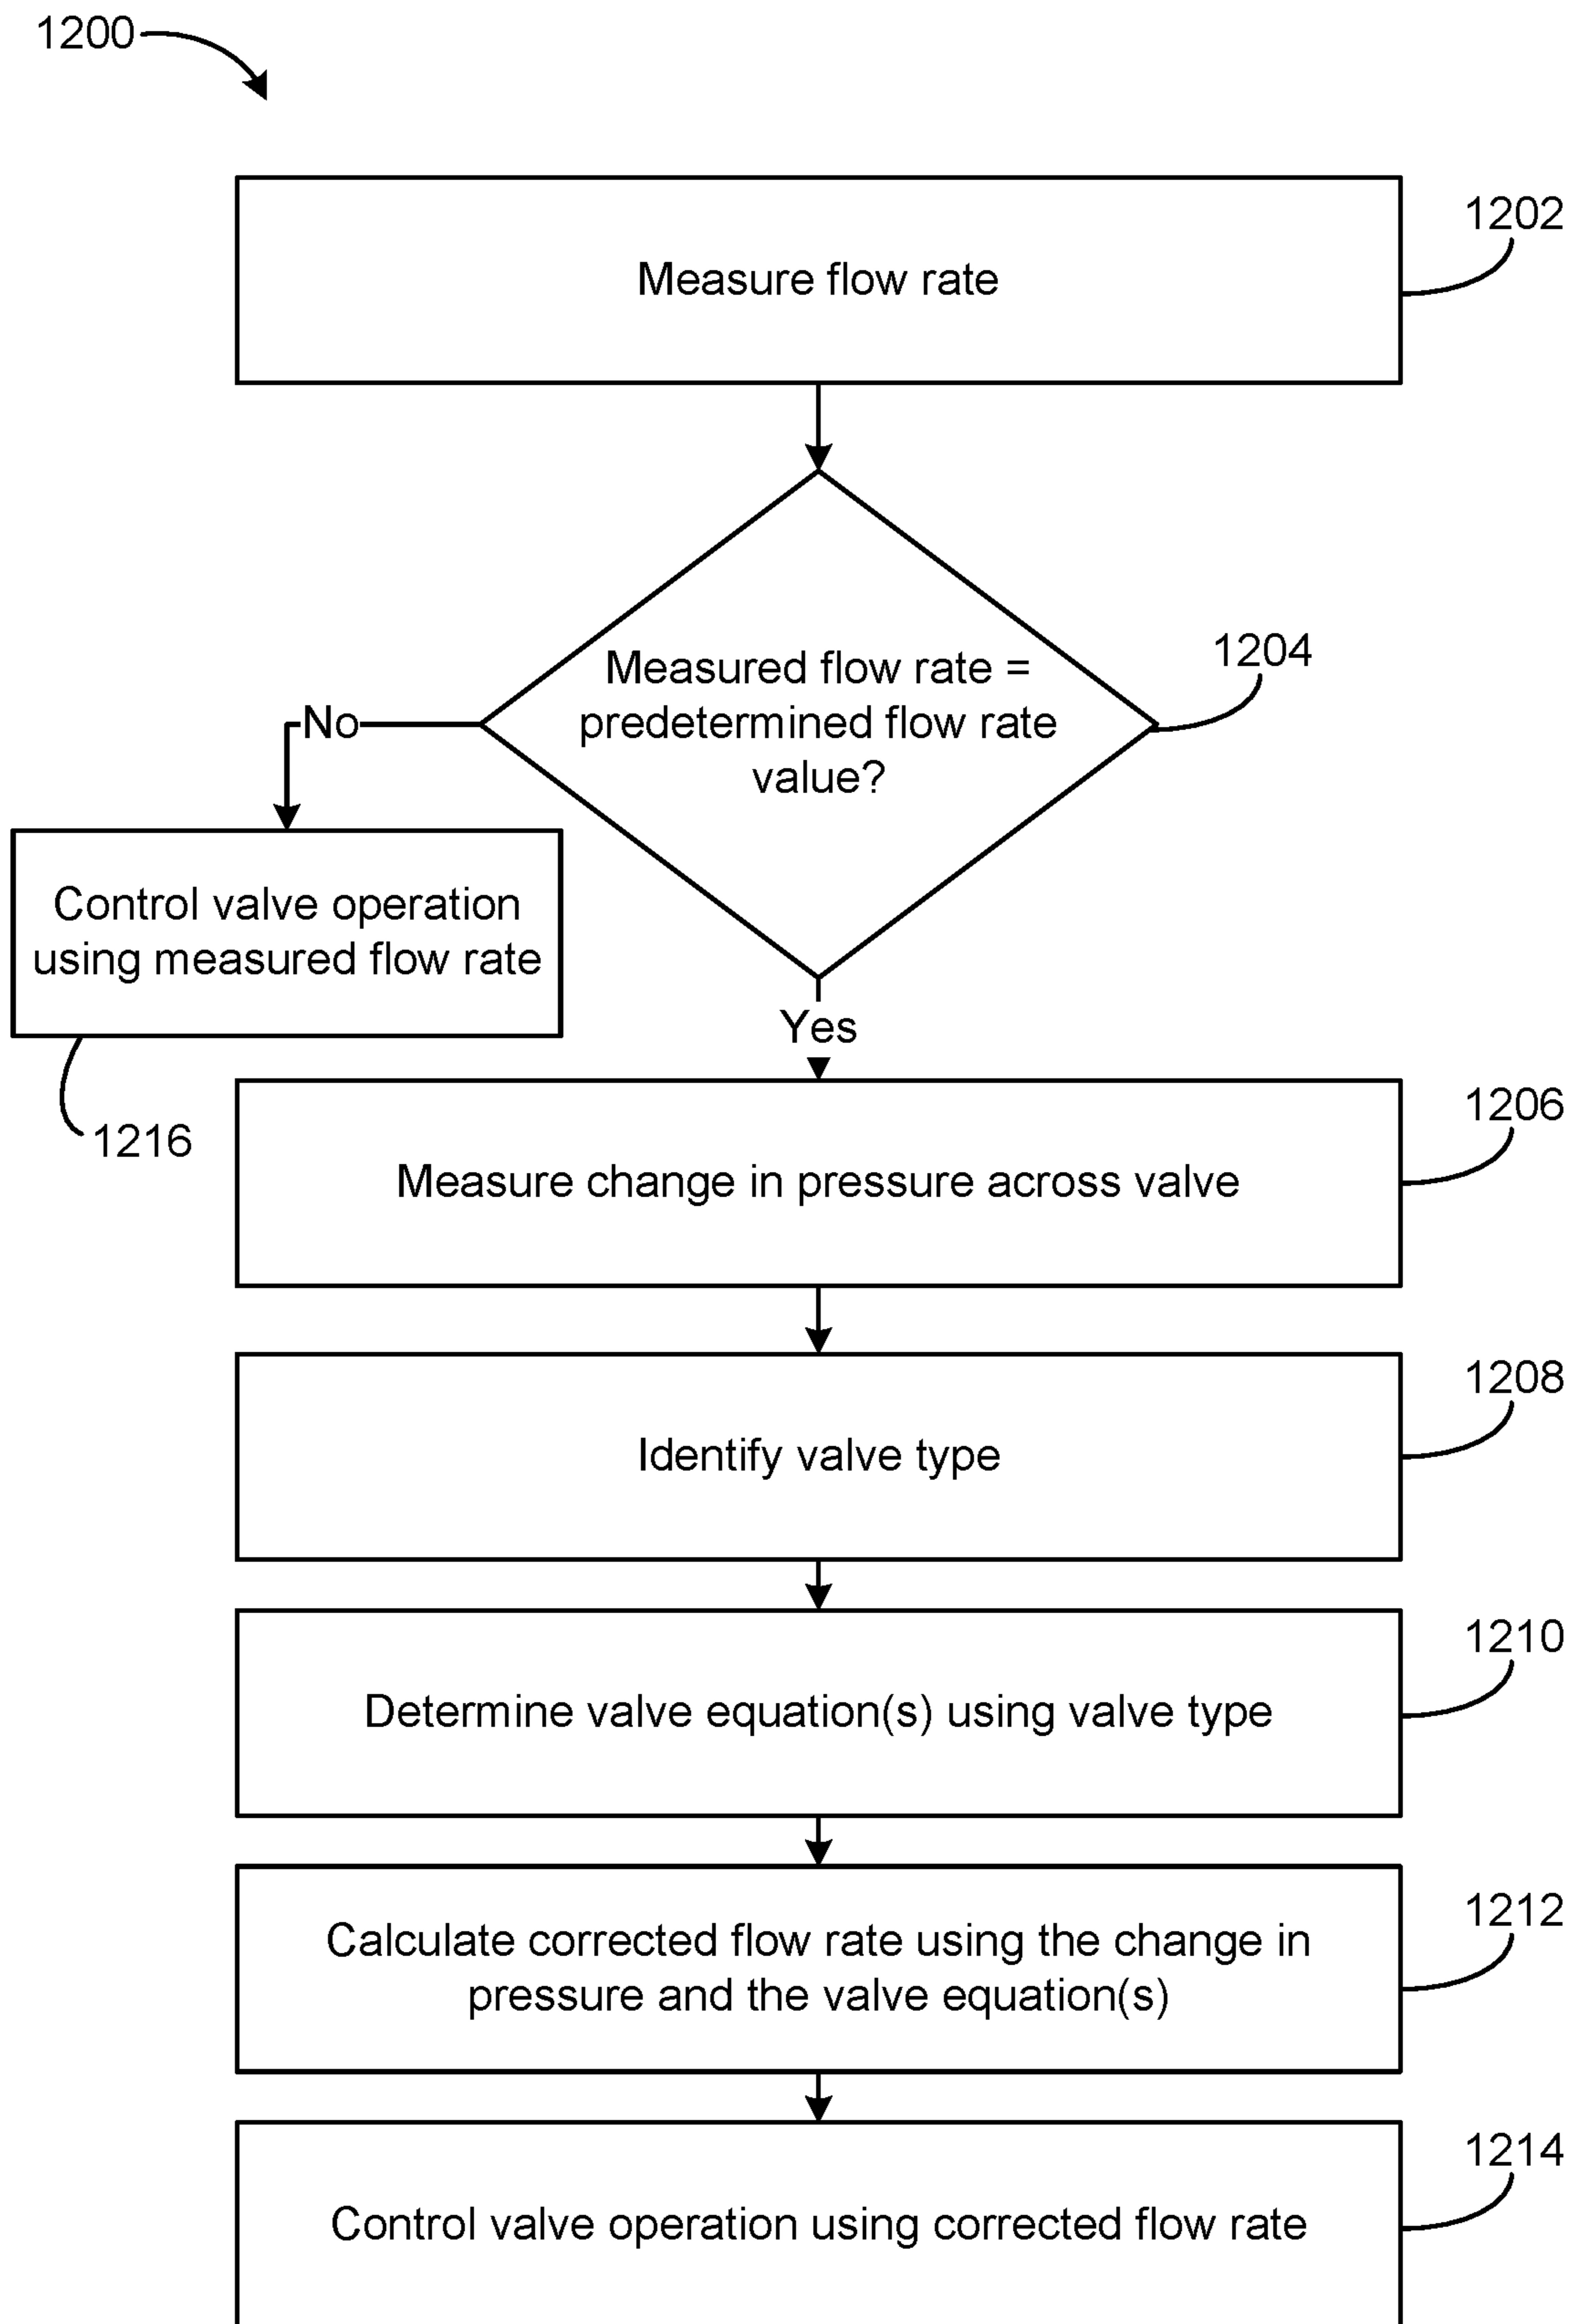 1200
Measure flow rate
1202
Measured flow rate =
predetermined flow rate
value?
1204
No
Control valve operation
using measured flow rate
1216
Yes
Measure change in pressure across valve
1206
Identify valve type
1208
Determine valve equation(s) using valve type
1210
Calculate corrected flow rate using the change in
pressure and the valve equation(s)
1212
Control valve operation using corrected flow rate
1214